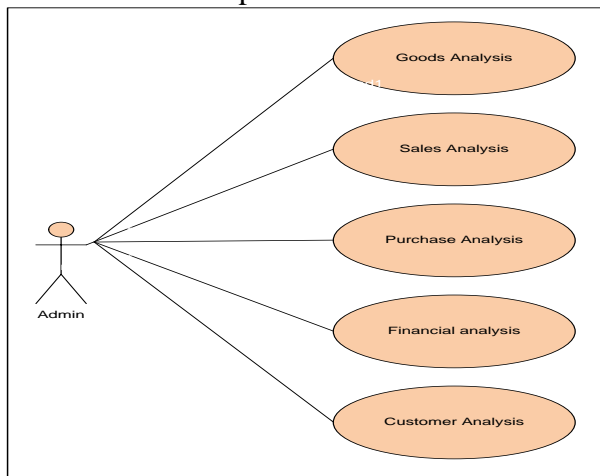 Goods Analysis
Sales Analysis
Purchase Analysis
Financial analysis
Customer Analysis
Admin